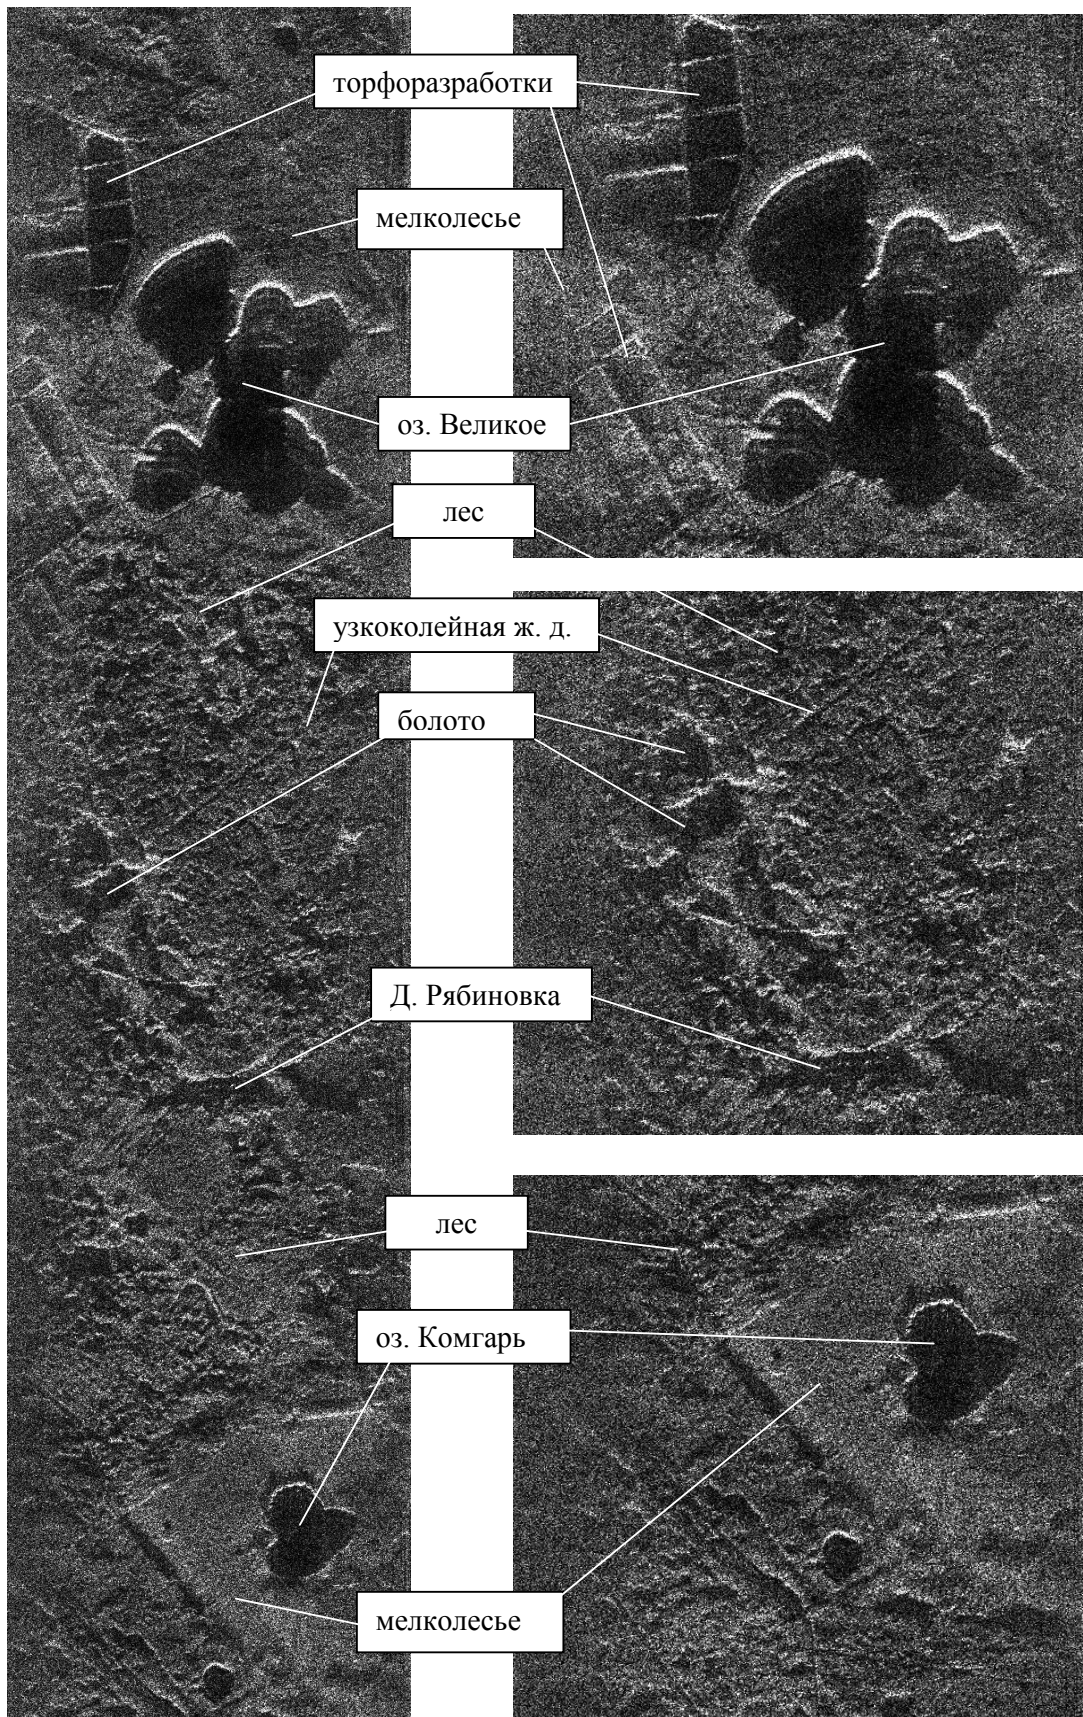 торфоразработки
мелколесье
оз. Великое
лес
узкоколейная ж. д.
болото
Д. Рябиновка
лес
оз. Комгарь
мелколесье